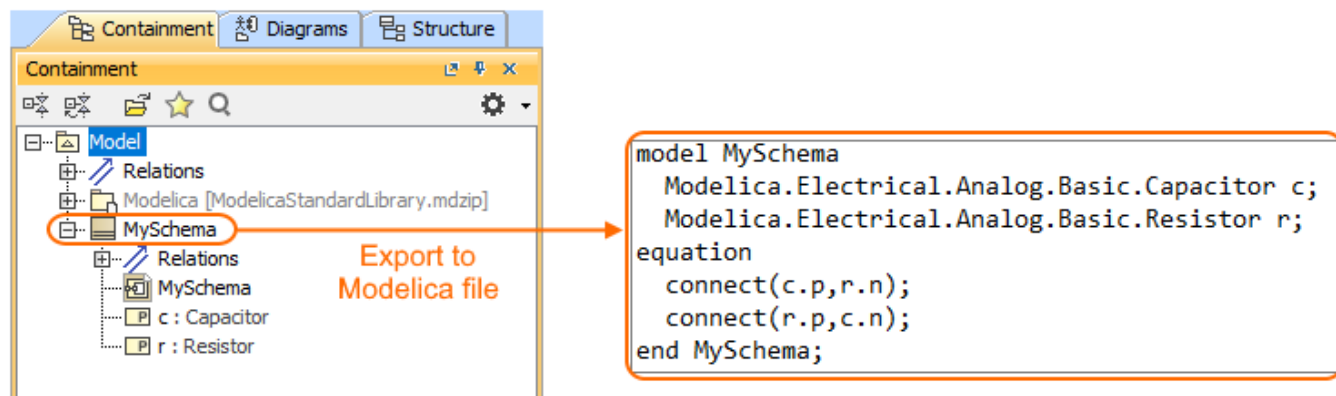 Containment Diagrams Structure
Containment
Model
Relations
Modelica [ModelicaStandardLibrary.mdzip]
MySchema
Relations
MySchema
P c : Capacitor
P r : Resistor
Export to
Modelica file
model MySchema
  Modelica.Electrical.Analog.Basic.Capacitor c;
  Modelica.Electrical.Analog.Basic.Resistor r;
equation
  connect(c.p,r.n);
  connect(r.p,c.n);
end MySchema;